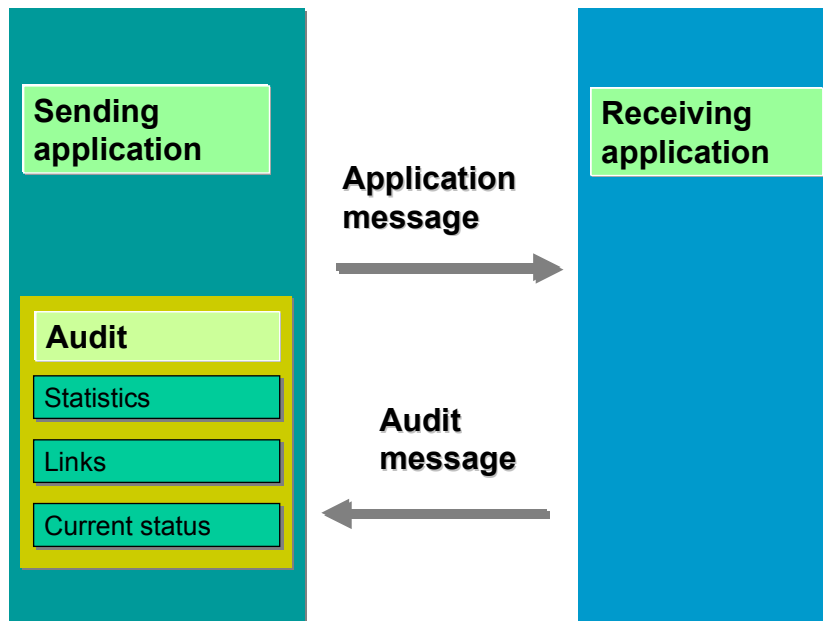 Sending
application
Receiving
application
Application
message
Audit
Statistics
Links
Current status
Audit
message